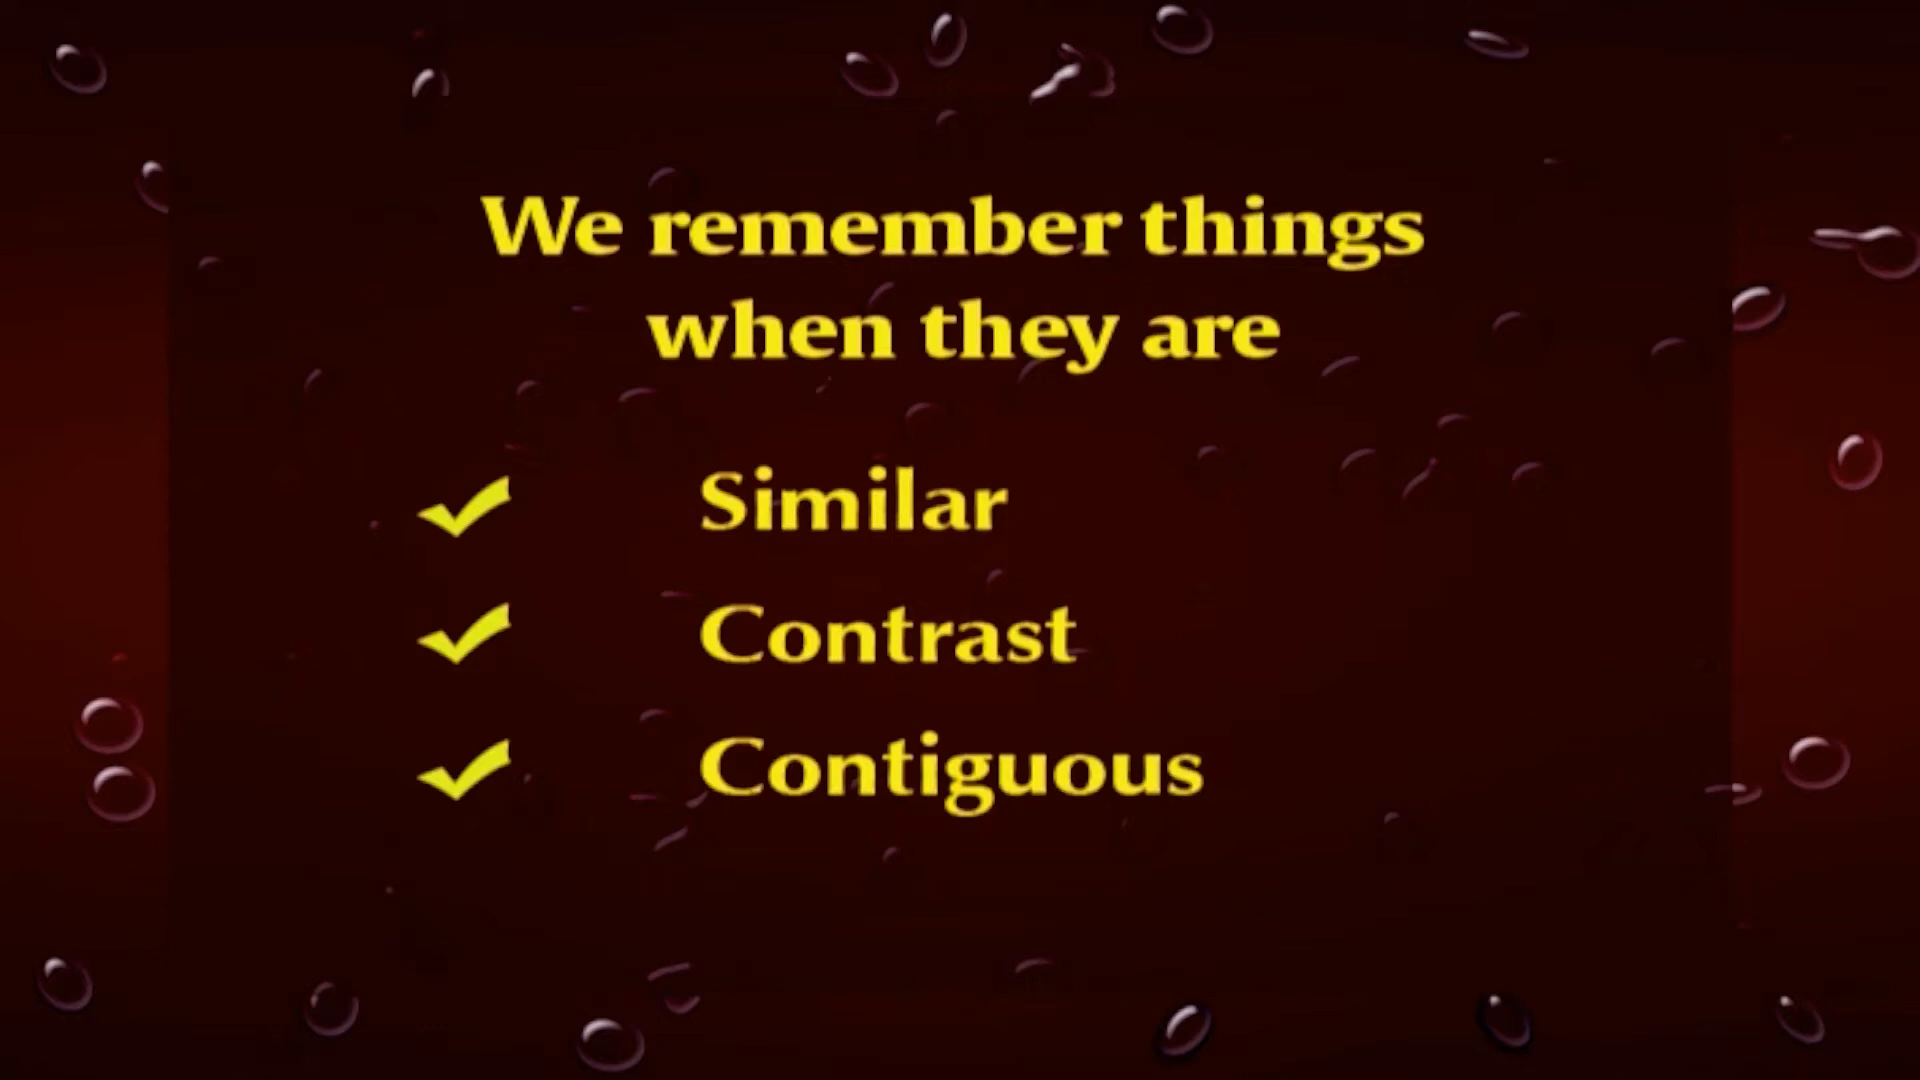 We remember things
when they are
Similar
Contrast
Contiguous